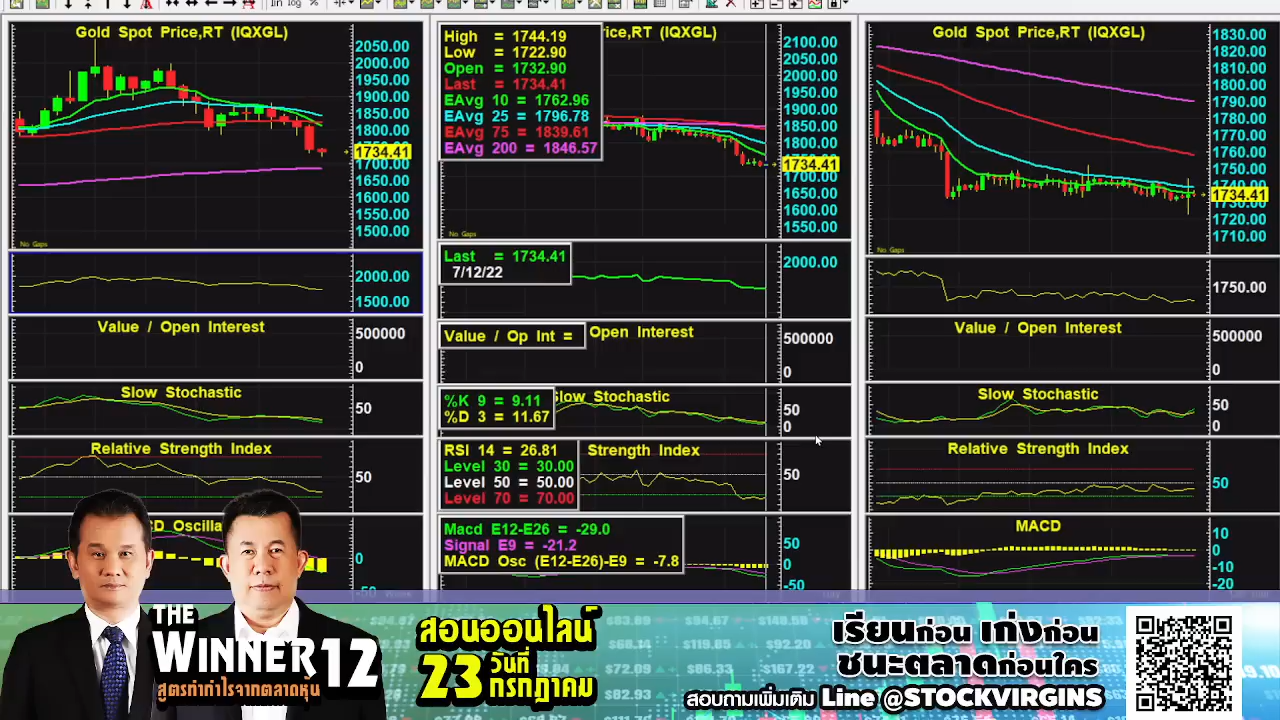 Gold Spot Price,RT (IQXGL)
2050.00
2000.00
1950.00
1900.00
1850.00
1800.00
1734.41
1700.00
1650.00
1600.00
1550.00
1500.00
No Gaps
2000.00
1500.00
Value / Open Interest
500000
0
Slow Stochastic
50
Relative Strength Index
50
0
High = 1744.19
Low = 1722.90
Open = 1732.90
Last = 1734.41
EAvg 10 = 1762.96
EAvg 25 = 1796.78
EAvg 75 = 1839.61
EAvg 200 = 1846.57
rice,RT (IQXGL)
2100.00
2050.00
2000.00
1950.00
1900.00
1850.00
1800.00
1734.41
1700.00
1650.00
1600.00
1550.00
No Gaps
Last = 1734.41
7/12/22
2000.00
Value / Op Int =
Open Interest
500000
0
%K 9 = 9.11
%D 3 = 11.67
Slow Stochastic
50
0
RSI 14 = 26.81
Level 30 = 30.00
Level 50 = 50.00
Level 70 = 70.00
Strength Index
50
Macd E12-E26 = -29.0
Signal E9 = -21.2
MACD Osc (E12-E26)-E9 = -7.8
50
0
-50
Gold Spot Price,RT (IQXGL)
1830.00
1820.00
1810.00
1800.00
1790.00
1780.00
1770.00
1760.00
1750.00
1734.41
1720.00
1710.00
No Gaps
1750.00
Value / Open Interest
500000
0
Slow Stochastic
50
0
Relative Strength Index
50
MACD
10
0
-10
-20
THE
WINNER 12
สูตรทำกำไรจากตลาดหุ้น
สอนออนไลน์
วันที่
23 กรกฎาคม
เรียนก่อน เก่งก่อน
ชนะตลาดก่อนใคร
สอบถามเพิ่มเติม Line @STOCKVIRGINS